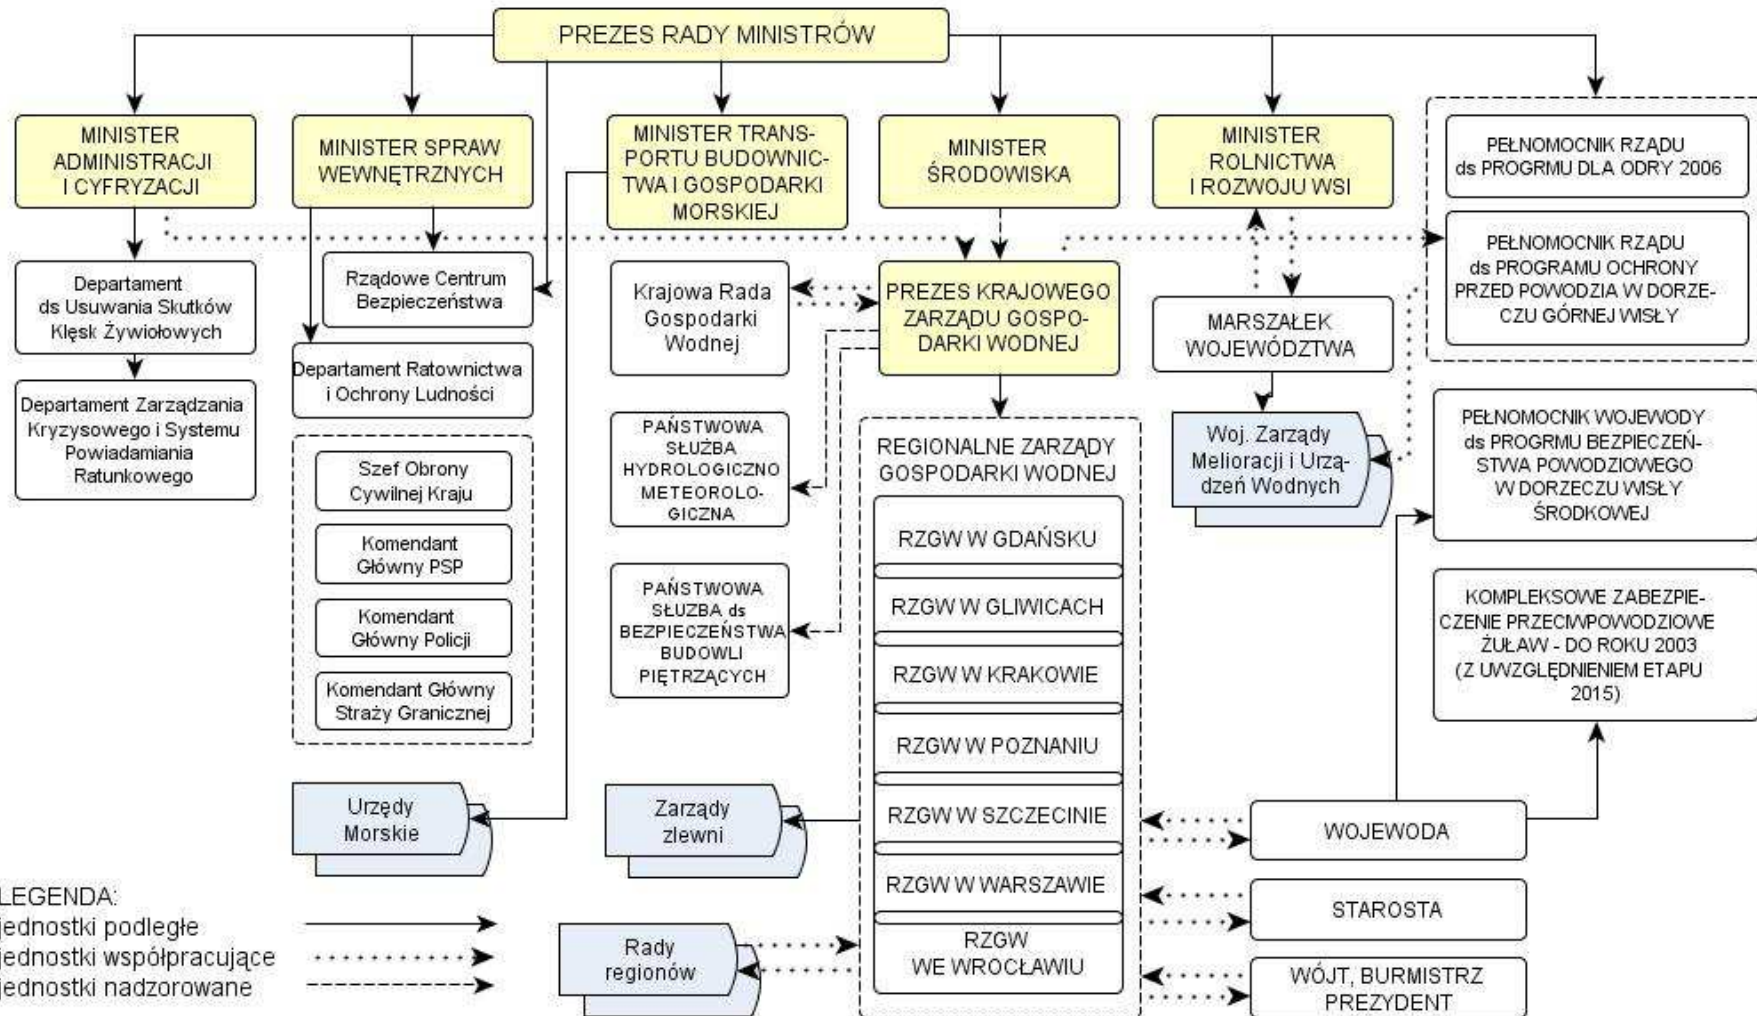 PREZES RADY MINISTRÓW
MINISTER
ADMINISTRACJI
I CYFRYZACJI
MINISTER SPRAW
WEWNĘTRZNYCH
MINISTER TRANS-
PORTU BUDOWNIC-
TWA I GOSPODARKI
MORSKIEJ
MINISTER
ŚRODOWISKA
MINISTER
ROLNICTWA
I ROZWOJU WSI
PEŁNOMOCNIK RZĄDU
ds PROGRMU DLA ODRY 2006
PEŁNOMOCNIK RZĄDU
ds PROGRAMU OCHRONY
PRZED POWODZIA W DORZE-
CZU GÓRNEJ WISŁY
Departament
ds Usuwania Skutków
Klęsk Żywiołowych
Departament Zarządzania
Kryzysowego i Systemu
Powiadamiania
Ratunkowego
Rządowe Centrum
Bezpieczeństwa
Departament Ratownictwa
i Ochrony Ludności
Szef Obrony
Cywilnej Kraju
Komendant
Główny PSP
Komendant
Główny Policji
Komendant Główny
Straży Granicznej
Krajowa Rada
Gospodarki
Wodnej
PREZES KRAJOWEGO
ZARZĄDU GOSPO-
DARKI WODNEJ
MARSZAŁEK
WOJEWÓDZTWA
PAŃSTWOWA
SŁUŻBA
HYDROLOGICZNO
METEOROLO-
GICZNA
PAŃSTWOWA
SŁUZBA ds
BEZPIECZEŃSTWA
BUDOWLI
PIĘTRZĄCYCH
REGIONALNE ZARZĄDY
GOSPODARKI WODNEJ
RZGW W GDAŃSKU
RZGW W GLIWICACH
RZGW W KRAKOWIE
RZGW W POZNANIU
RZGW W SZCZECINIE
RZGW W WARSZAWIE
RZGW
WE WROCŁAWIU
Woj. Zarządy
Melioracji i Urzą-
dzeń Wodnych
PEŁNOMOCNIK WOJEWODY
ds PROGRMU BEZPIECZEŃ-
STWA POWODZIOWEGO
W DORZECZU WISŁY
ŚRODKOWEJ
KOMPLEKSOWE ZABEZPIE-
CZENIE PRZECIWPOWODZIOWE
ŻUŁAW - DO ROKU 2003
(Z UWZGLĘDNIENIEM ETAPU
2015)
Urzędy
Morskie
Zarządy
zlewni
Rady
regionów
WOJEWODA
STAROSTA
WÓJT, BURMISTRZ
PREZYDENT
LEGENDA:
jednostki podległe
jednostki współpracujące
jednostki nadzorowane